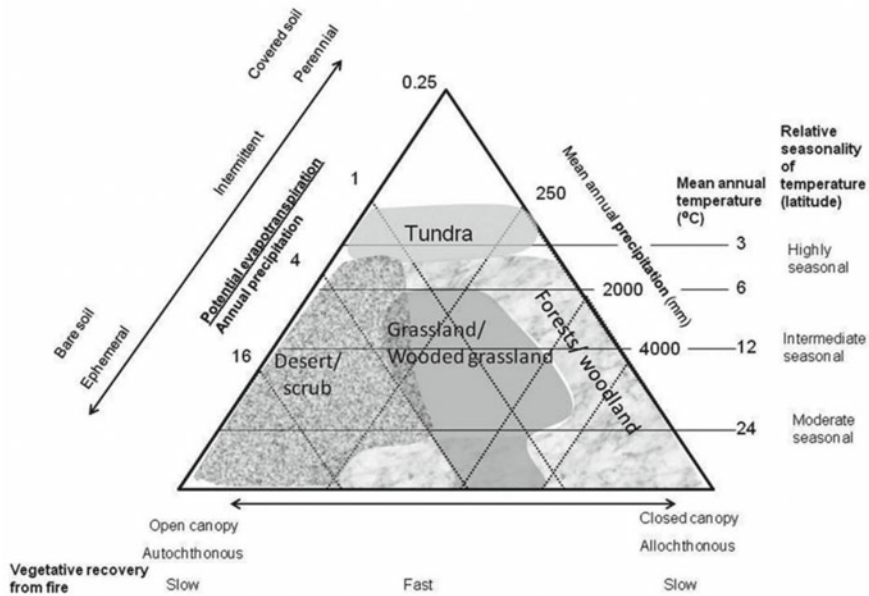 Covered soil
Perennial
Intermittent
Bare soil
Ephemeral
Potential evapotranspiration
Annual precipitation
0.25
1
4
16
Mean annual precipitation (mm)
250
2000
4000
Mean annual
temperature
(°C)
3
6
12
24
Relative
seasonality
of
temperature
(latitude)
Highly
seasonal
Intermediate
seasonal
Moderate
seasonal
Tundra
Grassland/
Wooded grassland
Desert/
scrub
Forests/ woodland
Open canopy
Closed canopy
Autochthonous
Allochthonous
Vegetative recovery
from fire
Slow
Fast
Slow